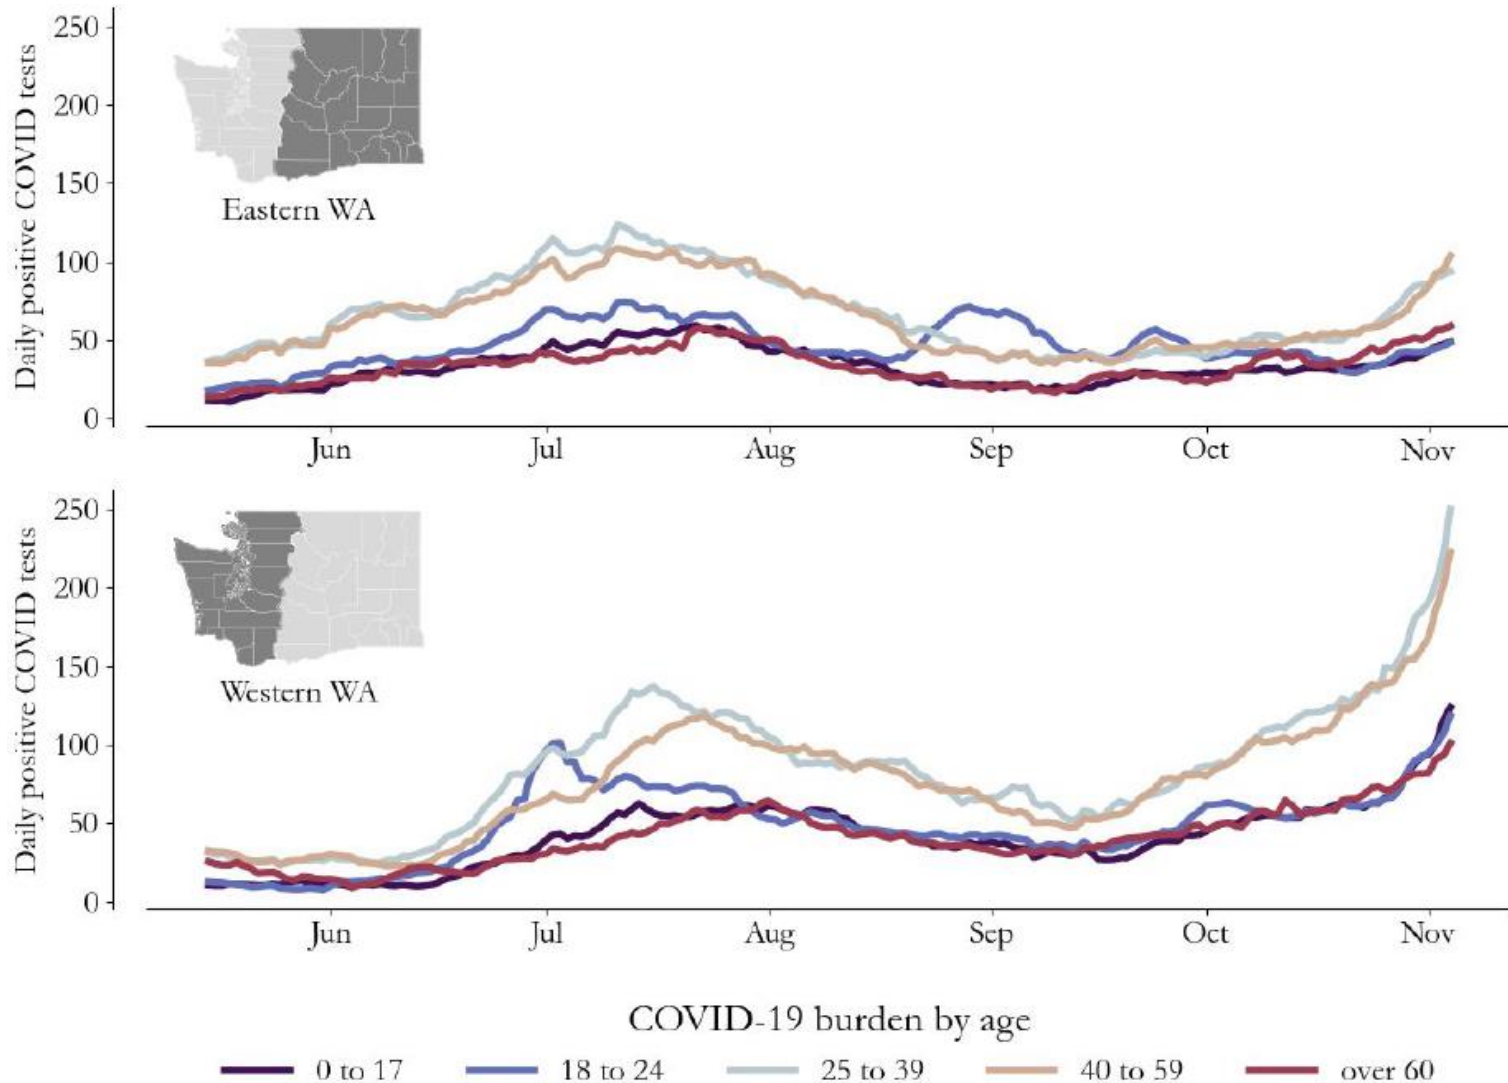 Daily positive COVID tests
250
200
150
100
50
0
Eastern WA
Jun Jul Aug Sep Oct Nov
Daily positive COVID tests
250
200
150
100
50
0
Western WA
Jun Jul Aug Sep Oct Nov
COVID-19 burden by age
0 to 17 18 to 24 25 to 39 40 to 59 over 60